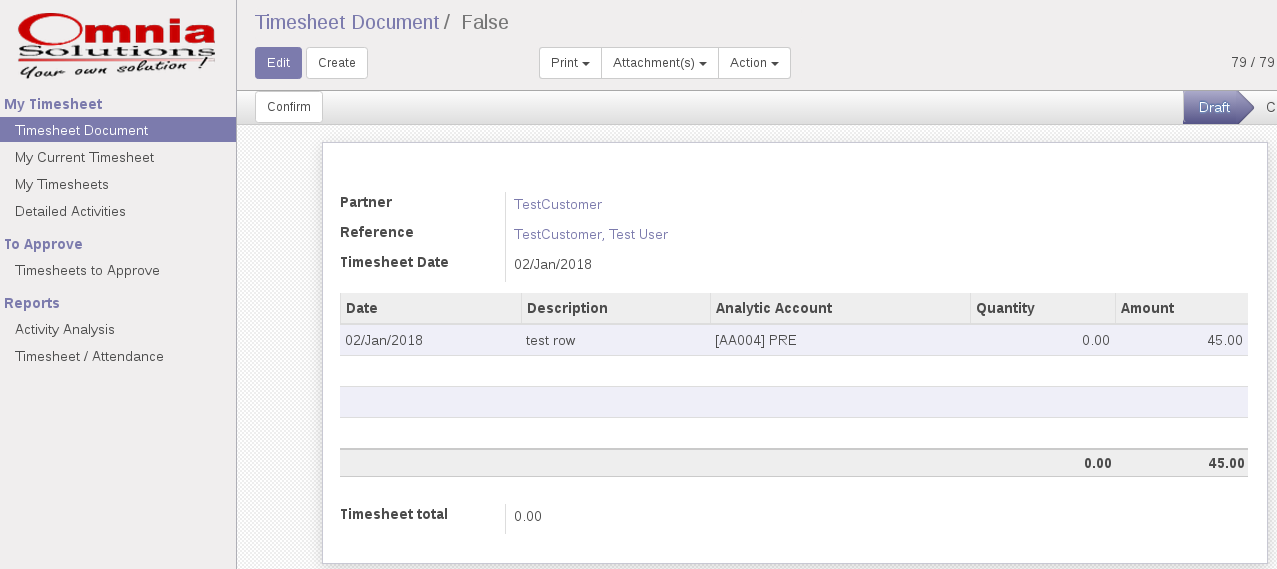 Omnia
Solutions
Your own solution !
Timesheet Document / False
Edit Create Print Attachment(s) Action 79 / 79
Confirm Draft C
My Timesheet
Timesheet Document
My Current Timesheet
My Timesheets
Detailed Activities
To Approve
Timesheets to Approve
Reports
Activity Analysis
Timesheet / Attendance
Partner TestCustomer
Reference TestCustomer, Test User
Timesheet Date 02/Jan/2018
Date Description Analytic Account Quantity Amount
02/Jan/2018 test row [AA004] PRE 0.00 45.00
0.00 45.00
Timesheet total 0.00